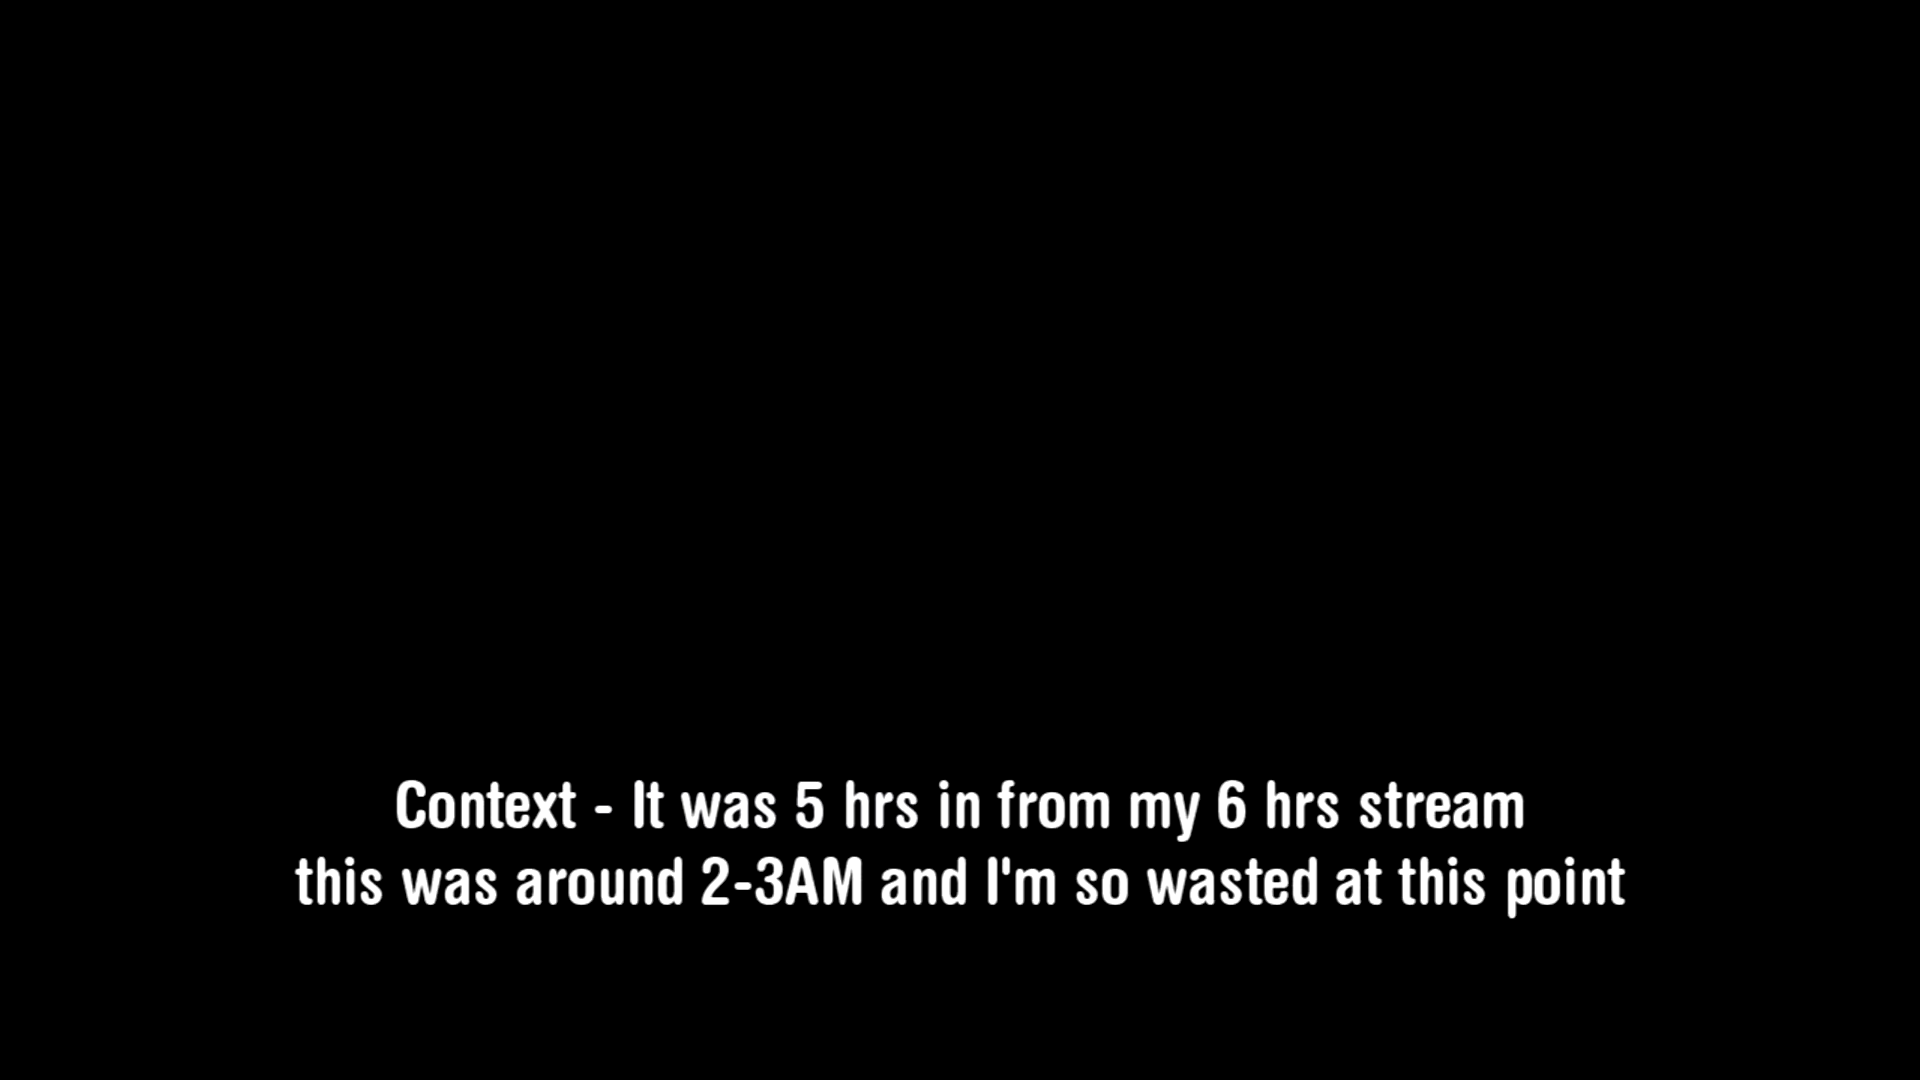 Context - It was 5 hrs in from my 6 hrs stream
this was around 2-3AM and I'm so wasted at this point